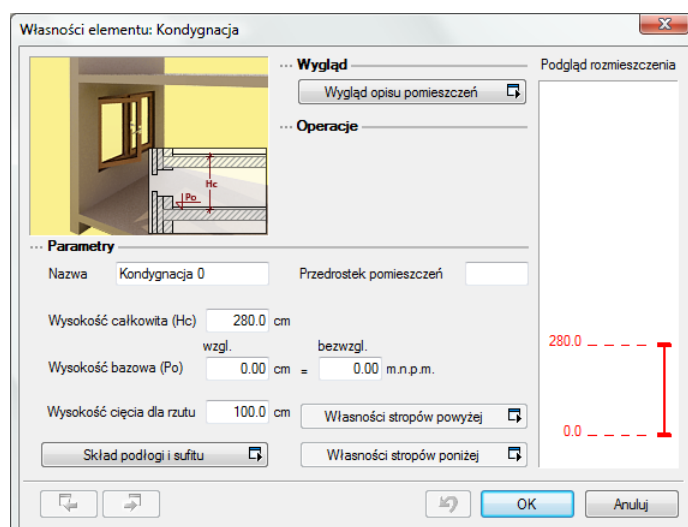 Własności elementu: Kondygnacja
Wygląd
Wygląd opisu pomieszczeń
Operacje
Podgląd rozmieszczenia
Hc
Po
Parametry
Nazwa Kondygnacja 0 Przedrostek pomieszczeń
Wysokość całkowita (Hc) 280.0 cm
wzgl. bezwzgl.
Wysokość bazowa (Po) 0.00 cm = 0.00 m.n.p.m.
Wysokość cięcia dla rzutu 100.0 cm Własności stropów powyżej
Skład podłogi i sufitu Własności stropów poniżej
280.0
0.0
OK Anuluj